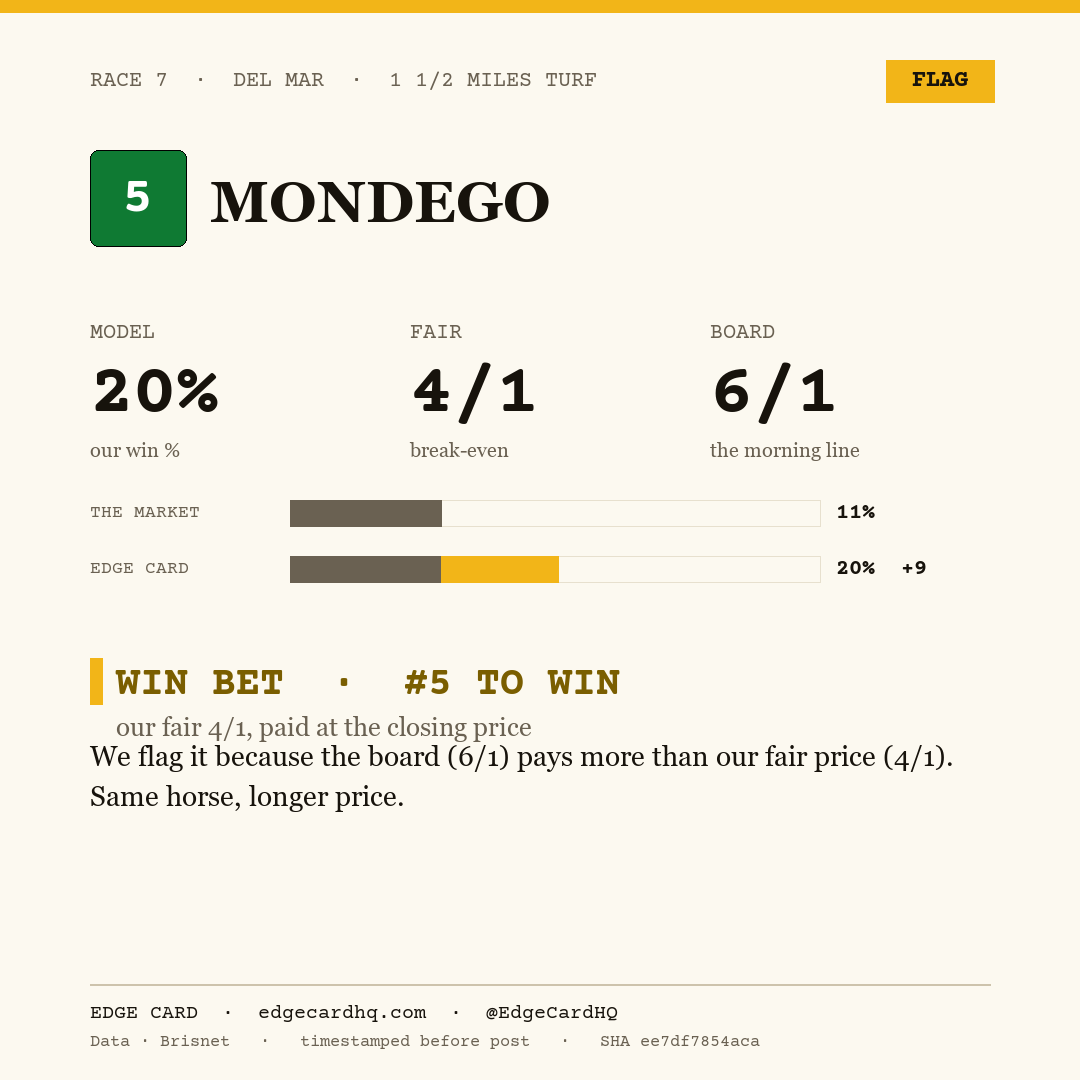 RACE 7 · DEL MAR · 1 1/2 MILES TURF
FLAG
5 MONDEGO
MODEL FAIR BOARD
20% 4/1 6/1
our win % break-even the morning line
THE MARKET 11%
EDGE CARD 20% +9
WIN BET · #5 TO WIN
our fair 4/1, paid at the closing price
We flag it because the board (6/1) pays more than our fair price (4/1).
Same horse, longer price.
EDGE CARD · edgecardhq.com · @EdgeCardHQ
Data · Brisnet · timestamped before post · SHA ee7df7854aca